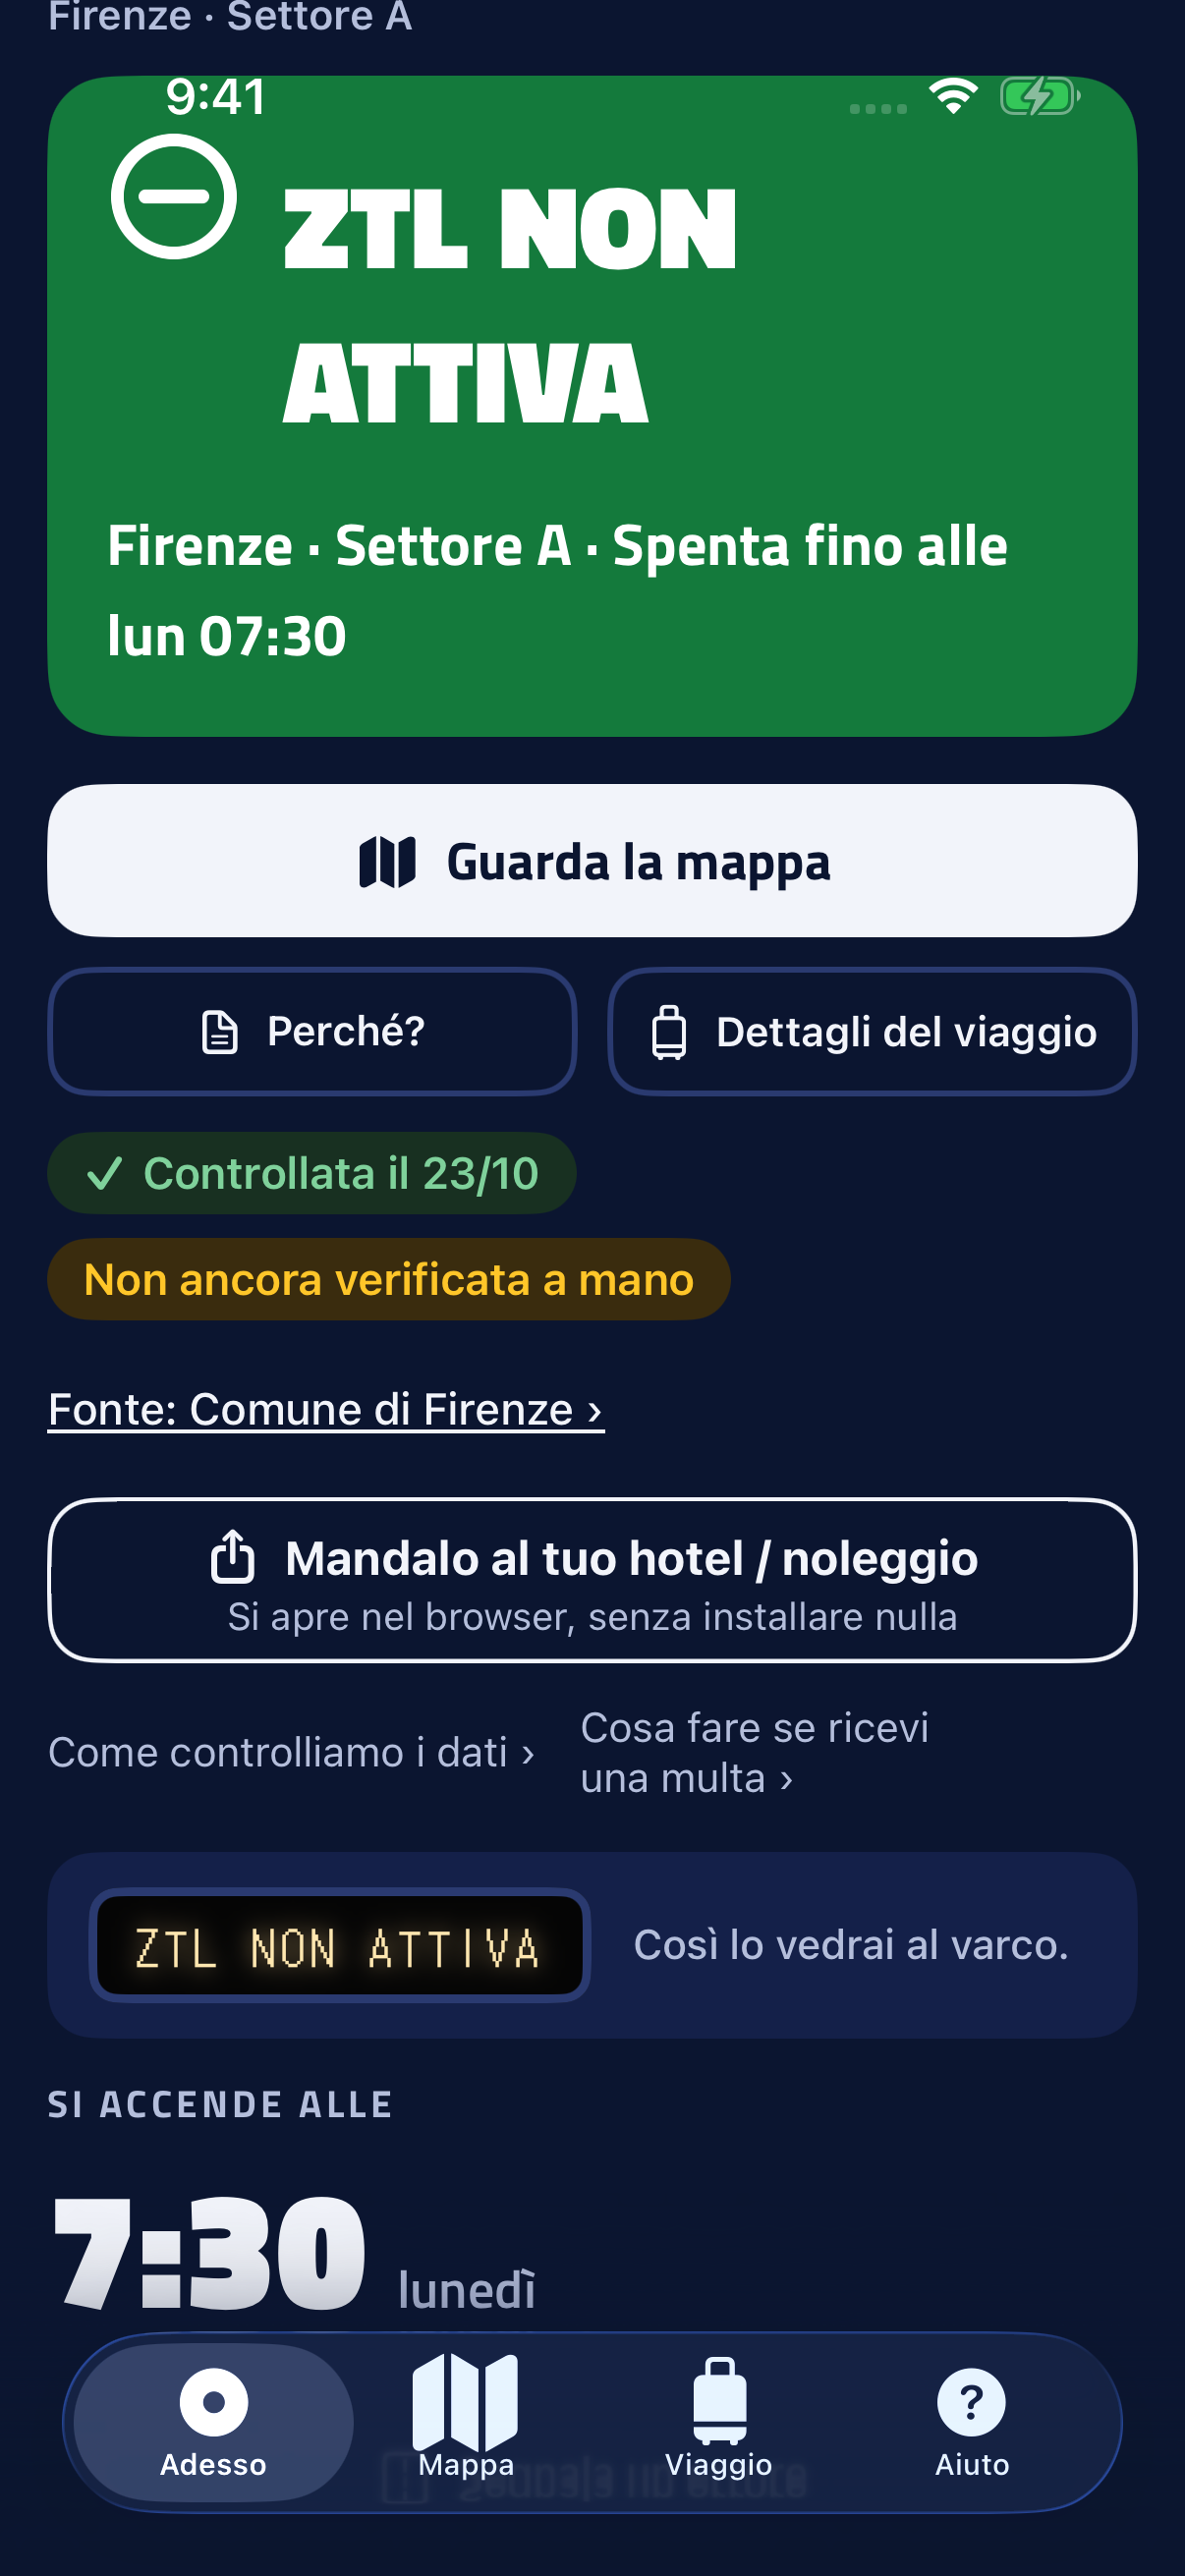 Firenze · Settore A
9:41
ZTL NON
ATTIVA
Firenze · Settore A · Spenta fino alle
lun 07:30
Guarda la mappa
Perché?
Dettagli del viaggio
✓ Controllata il 23/10
Non ancora verificata a mano
Fonte: Comune di Firenze ›
Mandalo al tuo hotel / noleggio
Si apre nel browser, senza installare nulla
Come controlliamo i dati ›
Cosa fare se ricevi
una multa ›
ZTL NON ATTIVA
Così lo vedrai al varco.
SI ACCENDE ALLE
7:30 lunedì
Adesso
Mappa
Viaggio
Aiuto